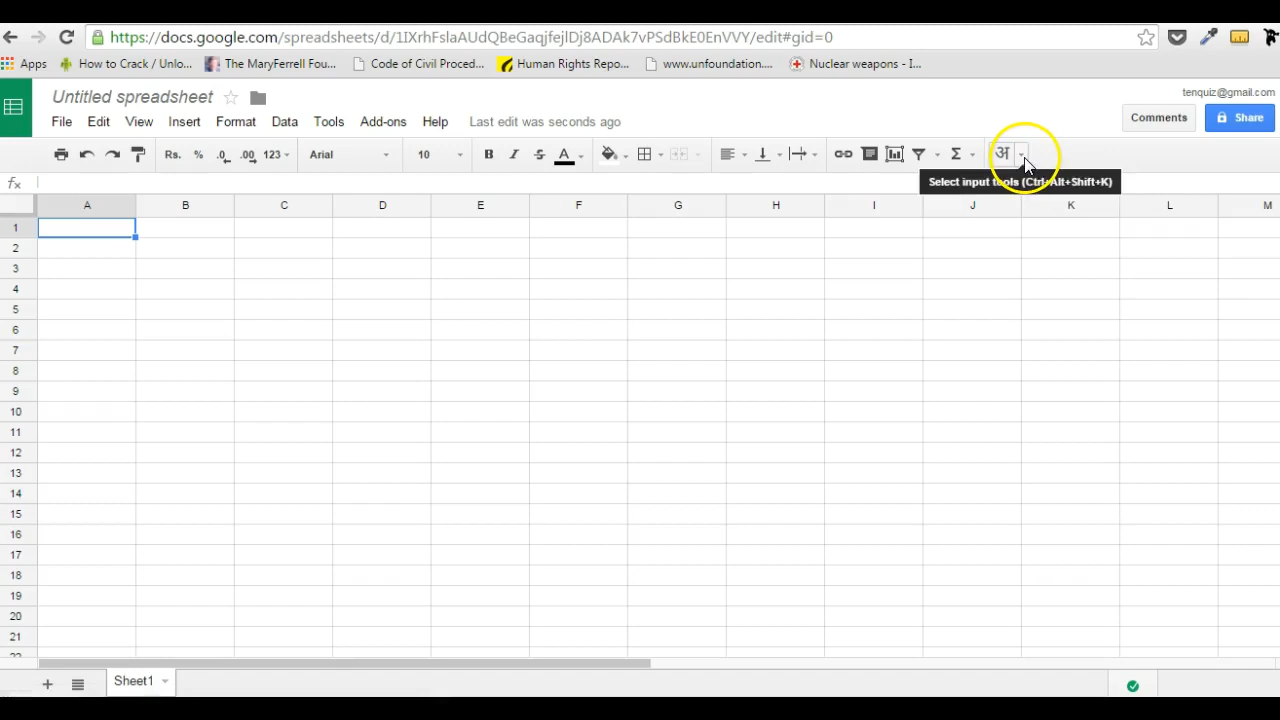 https://docs.google.com/spreadsheets/d/1IXrhFslaAUdQBeGaqjfejlDj8ADAk7vPSdBkE0EnVVY/edit#gid=0
Apps How to Crack / Unlo... The MaryFerrell Fou... Code of Civil Proced... Human Rights Repo... www.unfoundation.... Nuclear weapons - I...
tenquiz@gmail.com
Untitled spreadsheet
Comments Share
File Edit View Insert Format Data Tools Add-ons Help Last edit was seconds ago
Rs. % .0 .00 123 Arial 10 B I S A Σ अ
Select input tools (Ctrl+Alt+Shift+K)
fx
A B C D E F G H I J K L M
1
2
3
4
5
6
7
8
9
10
11
12
13
14
15
16
17
18
19
20
21
22
Sheet1